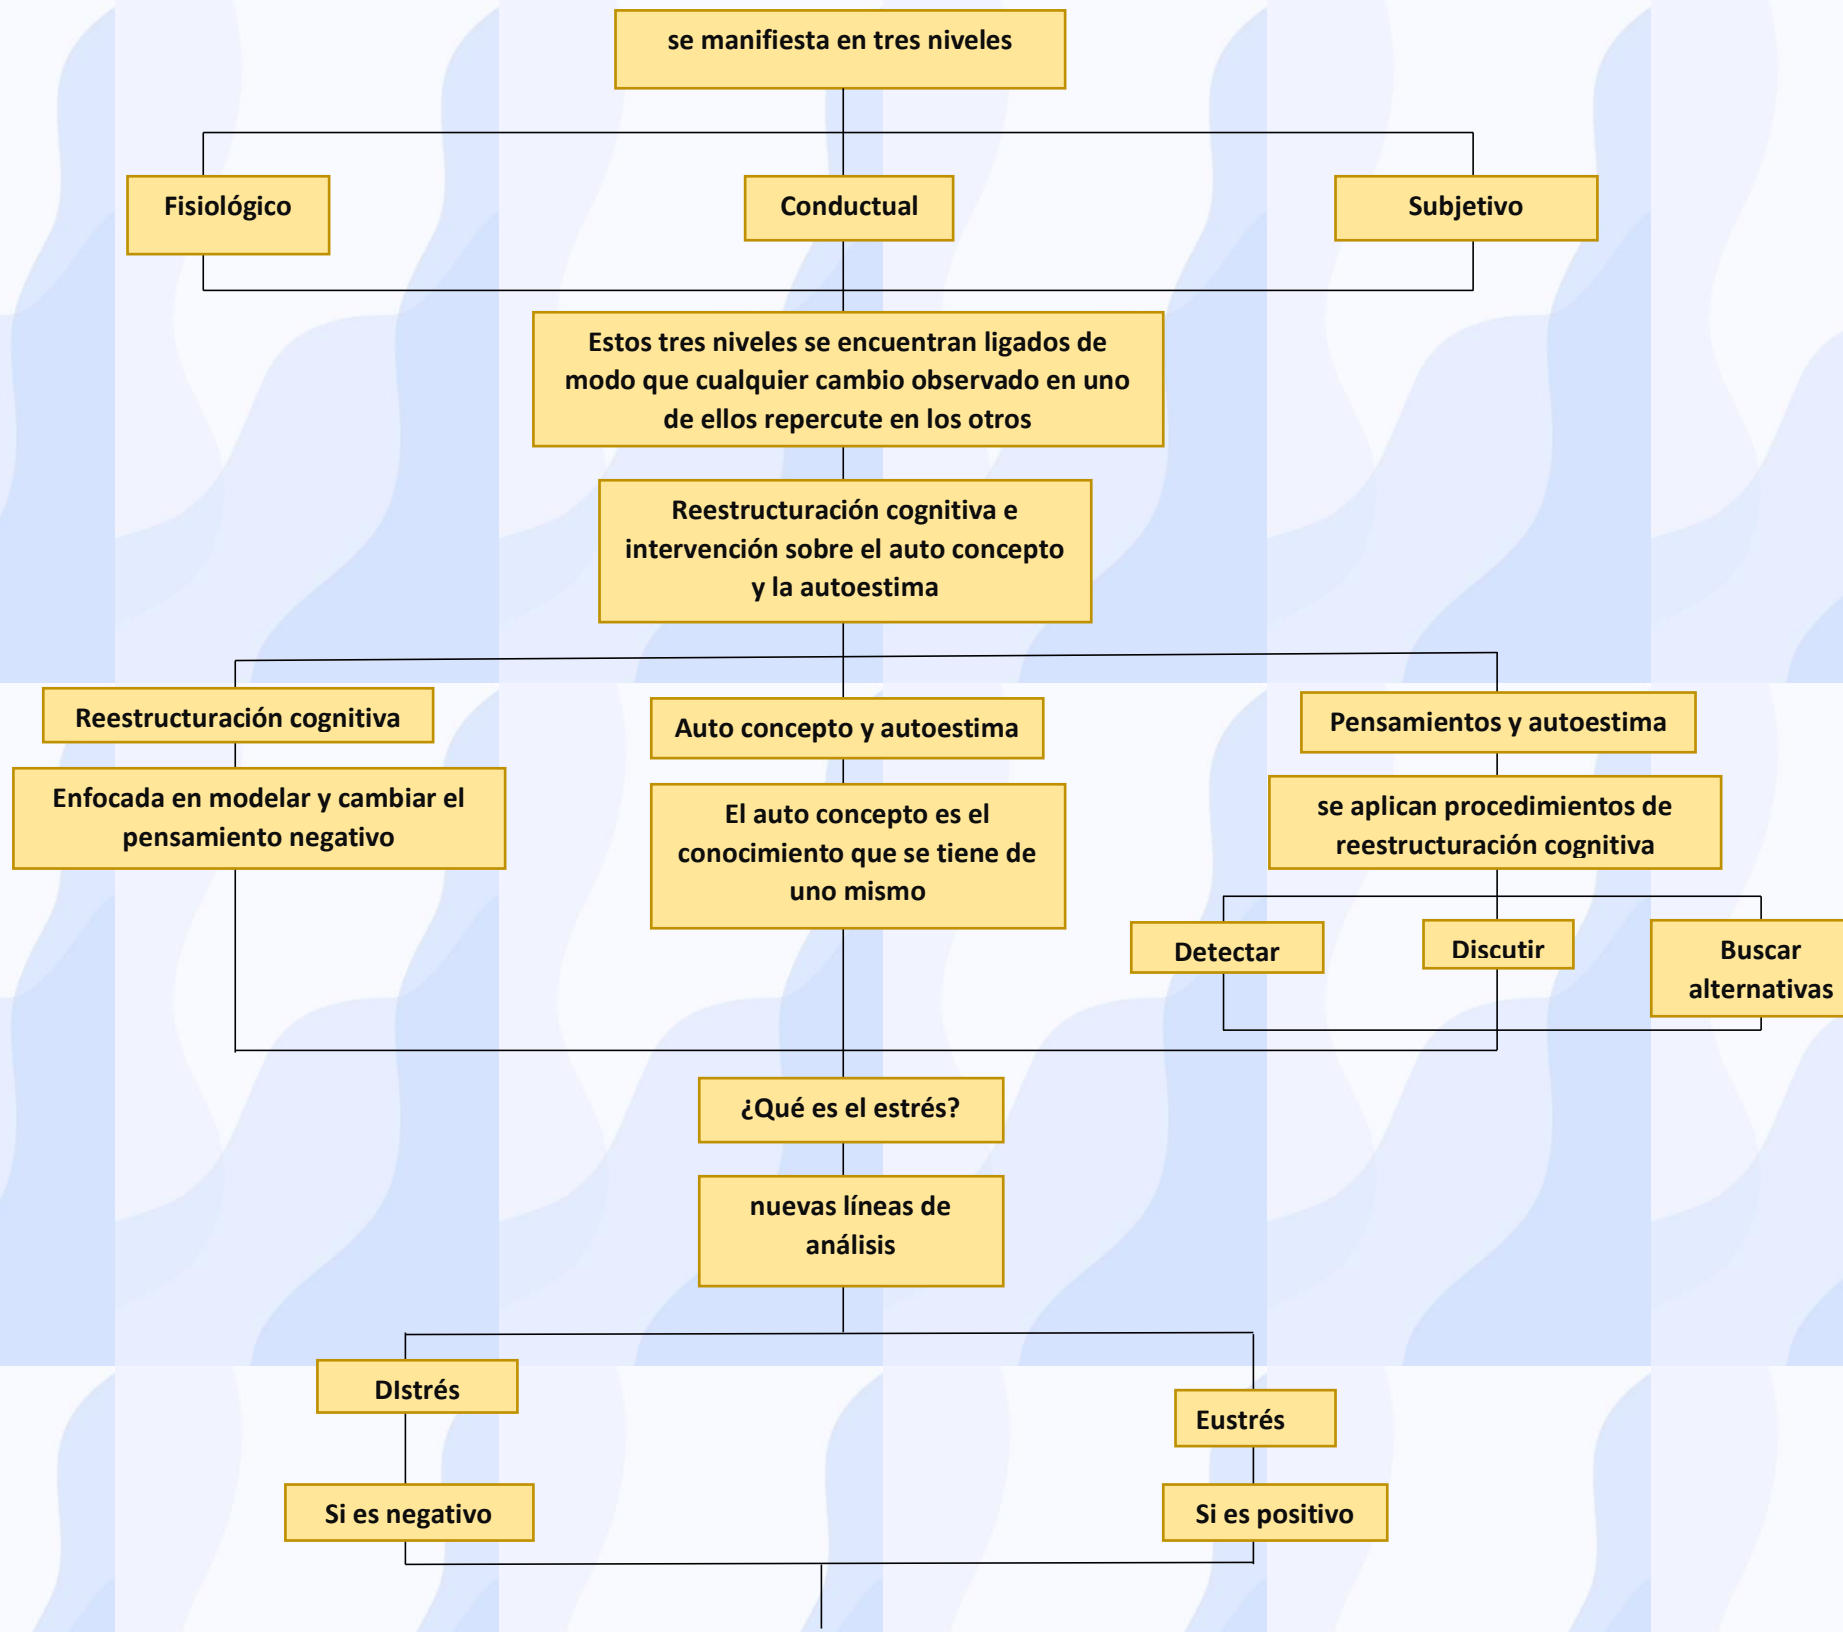 se manifiesta en tres niveles
Fisiológico
Conductual
Subjetivo
Estos tres niveles se encuentran ligados de
modo que cualquier cambio observado en uno
de ellos repercute en los otros
Reestructuración cognitiva e
intervención sobre el auto concepto
y la autoestima
Reestructuración cognitiva
Auto concepto y autoestima
Pensamientos y autoestima
Enfocada en modelar y cambiar el
pensamiento negativo
El auto concepto es el
conocimiento que se tiene de
uno mismo
se aplican procedimientos de
reestructuración cognitiva
Detectar
Discutir
Buscar
alternativas
¿Qué es el estrés?
nuevas líneas de
análisis
DIstrés
Eustrés
Si es negativo
Si es positivo